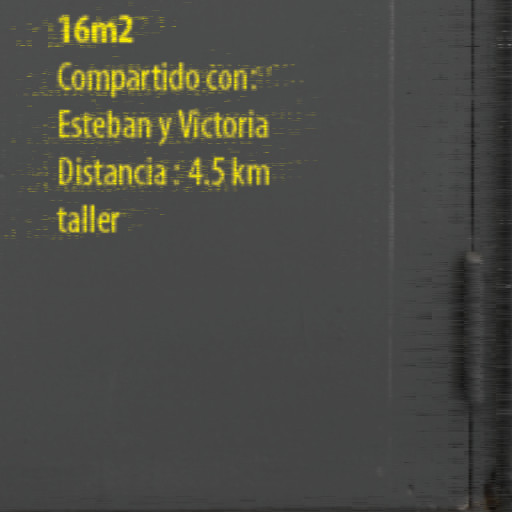 16m2
Compartido con:
Esteban y Victoria
Distancia : 4.5 km
taller